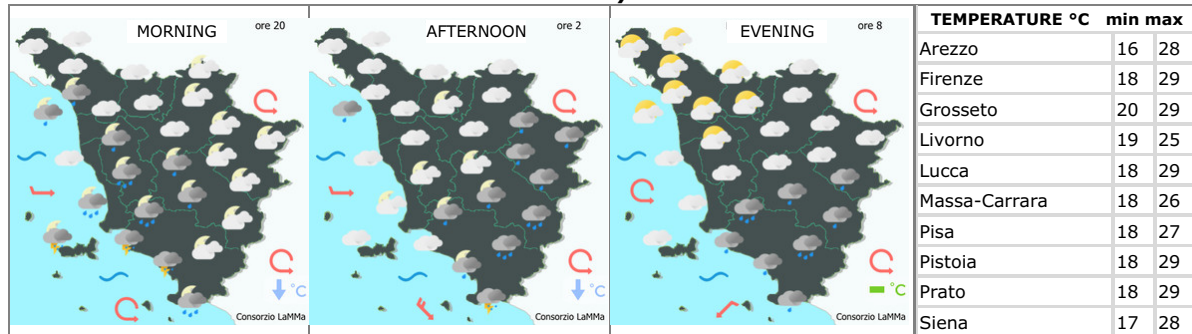 MORNING
ore 20
°C
Consorzio LaMMa
AFTERNOON
ore 2
°C
Consorzio LaMMa
EVENING
ore 8
°C
Consorzio LaMMa
TEMPERATURE °C min max
Arezzo 16 28
Firenze 18 29
Grosseto 20 29
Livorno 19 25
Lucca 18 29
Massa-Carrara 18 26
Pisa 18 27
Pistoia 18 29
Prato 18 29
Siena 17 28